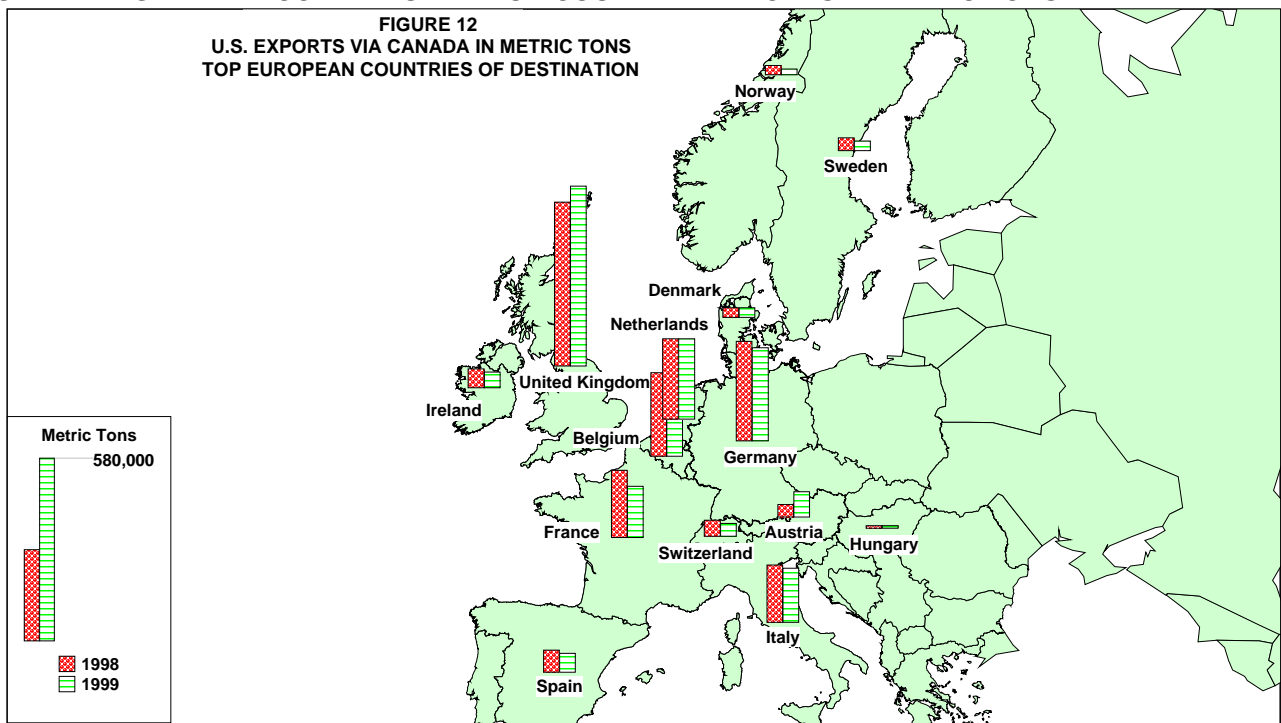 FIGURE 12
U.S. EXPORTS VIA CANADA IN METRIC TONS
TOP EUROPEAN COUNTRIES OF DESTINATION
Norway
Sweden
Denmark
Netherlands
United Kingdom
Ireland
Belgium
Germany
France
Austria
Switzerland
Hungary
Italy
Spain
Metric Tons
580,000
1998
1999